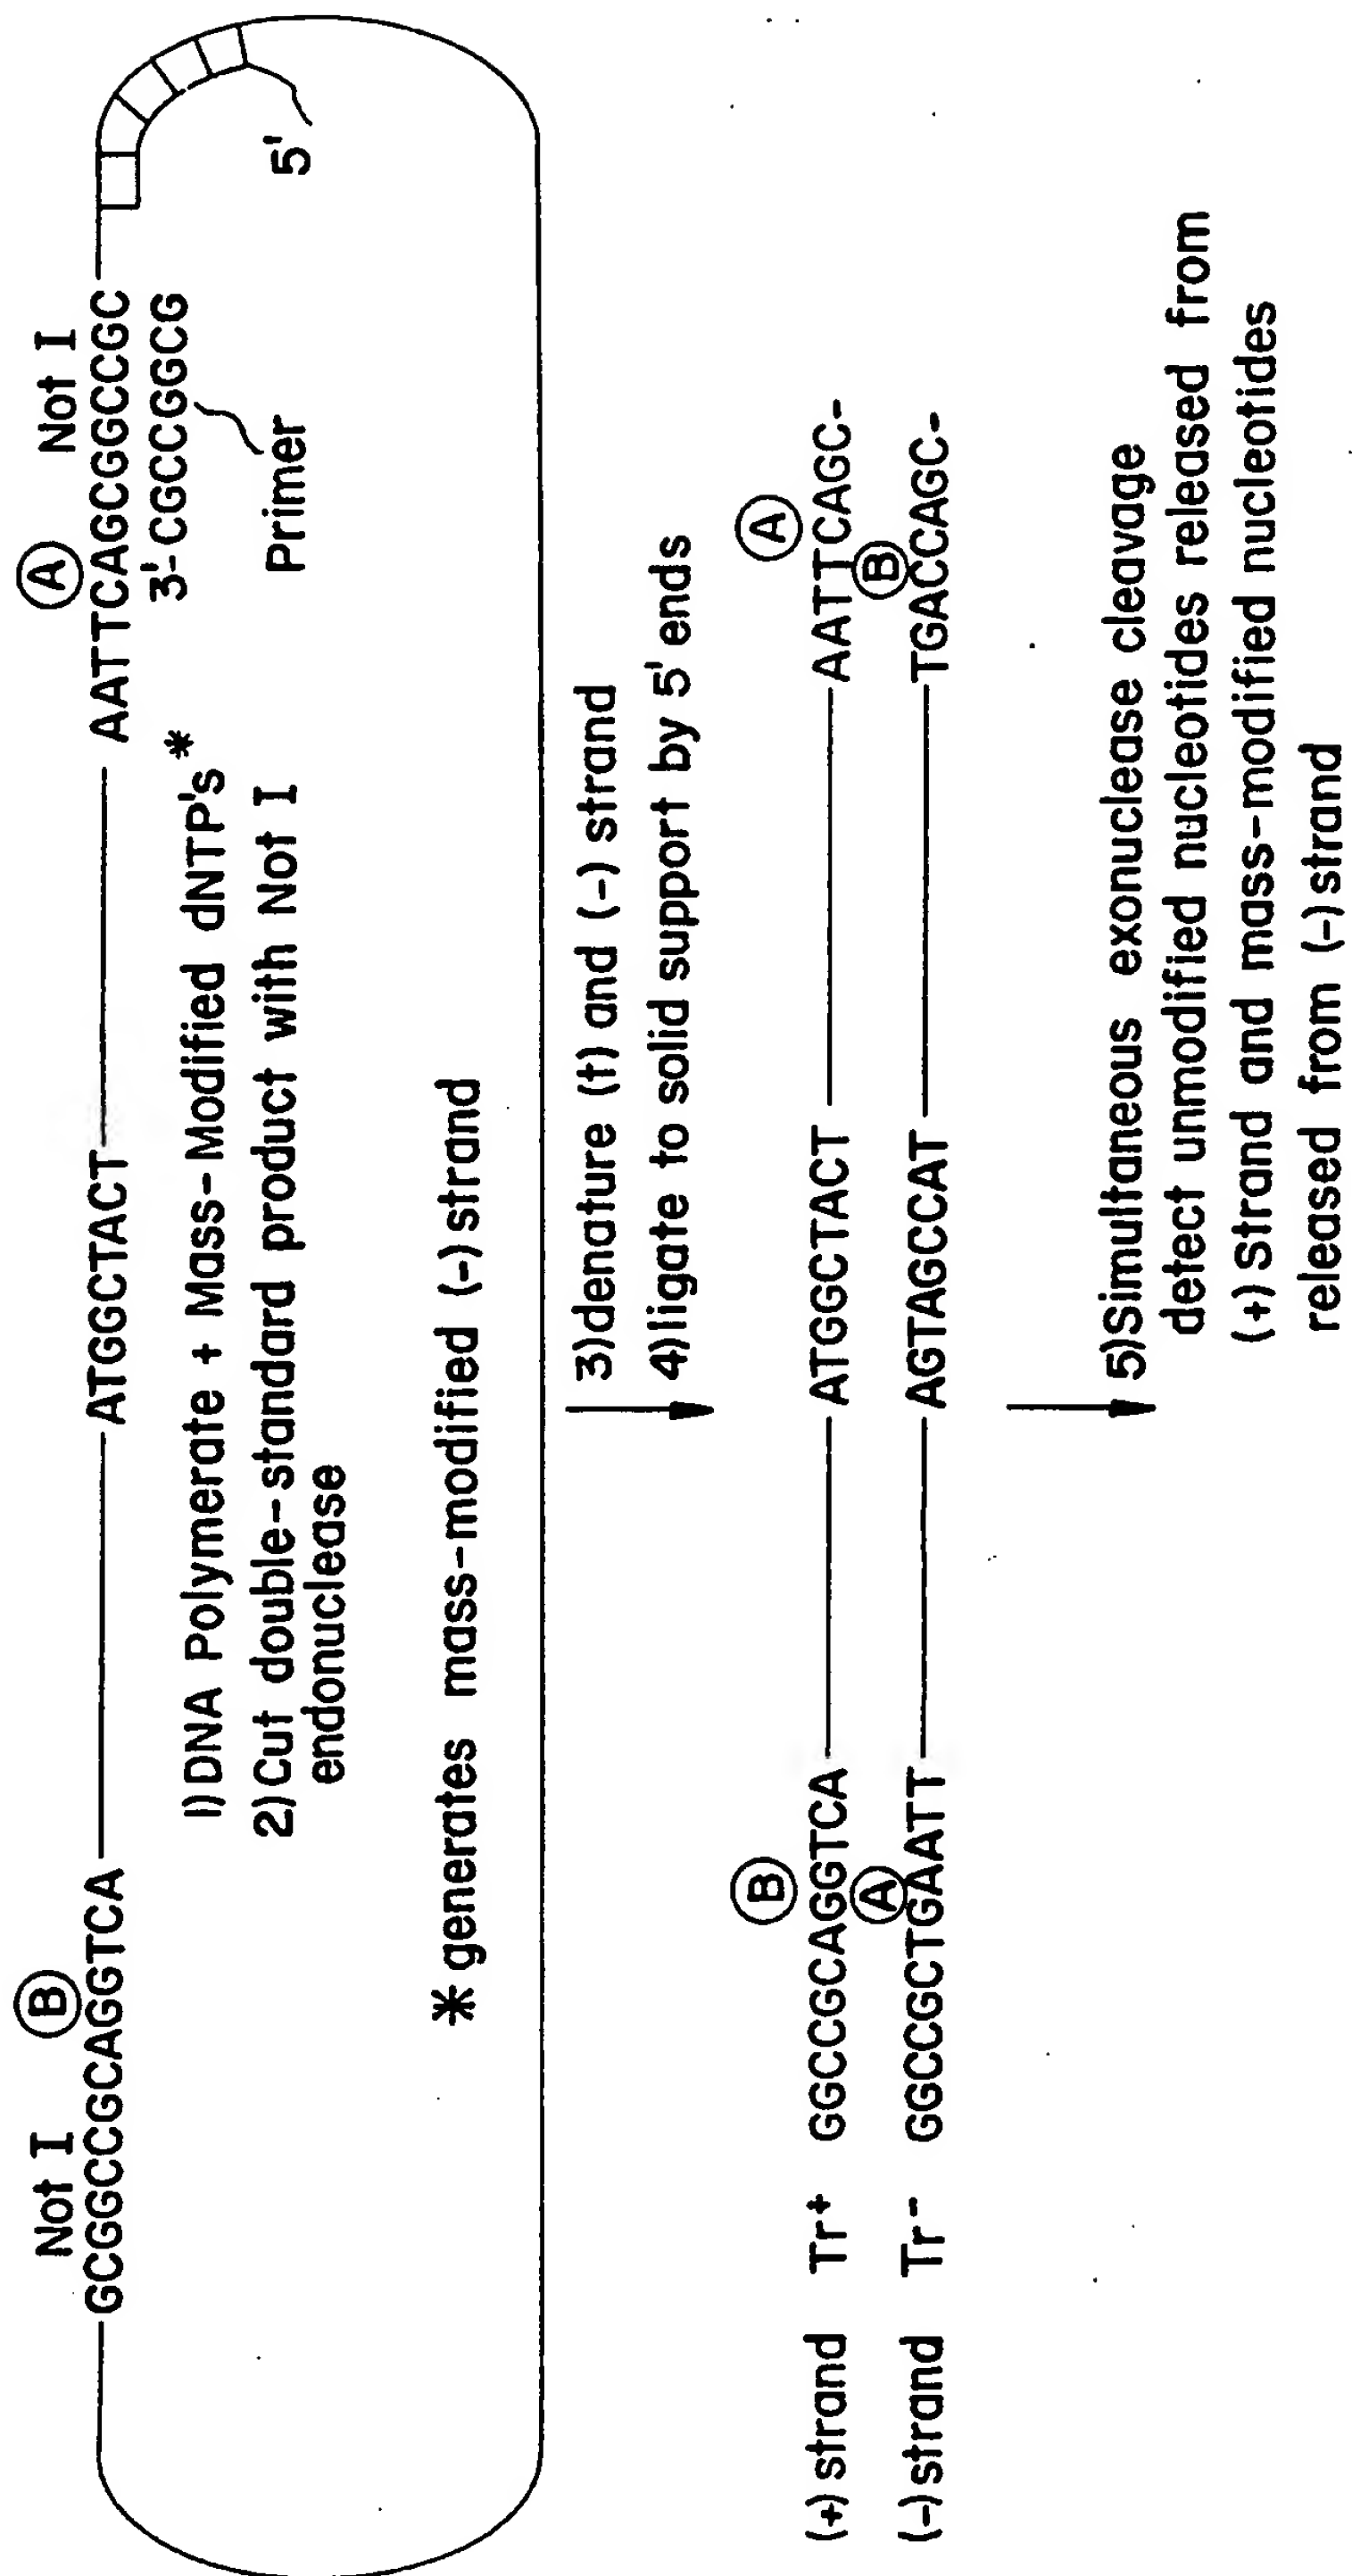 Not I Ⓑ Ⓐ Not I
GCGGCCGCAGGTCA ATGGCTACT AATTCAGCGGCCGC
3'-CGCCGGCG
Primer
5'
1)DNA Polymerate + Mass-Modified dNTP's*
2)Cut double-standard product with Not I
endonuclease
* generates mass-modified (-) strand
3)denature (t) and (-) strand
4)ligate to solid support by 5' ends
Ⓑ Ⓐ
(+) strand Tr+ GGCCGCAGGTCA ATGGCTACT AATTCAGC-
Ⓐ Ⓑ
(-) strand Tr- GGCCGCTGAATT AGTAGCCAT TGACCAGC-
5)Simultaneous exonuclease cleavage
detect unmodified nucleotides released from
(+) Strand and mass-modified nucleotides
released from (-) strand